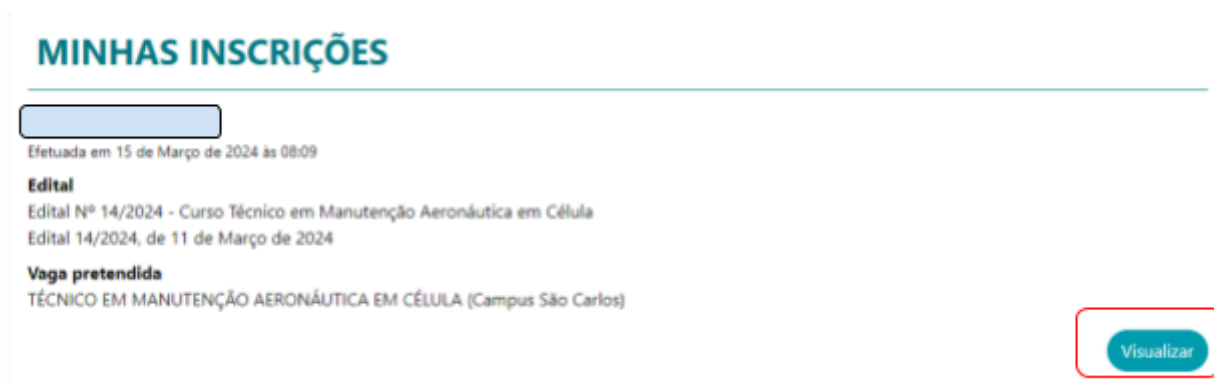 MINHAS INSCRIÇÕES
Efetuada em 15 de Março de 2024 às 08:09
Edital
Edital Nº 14/2024 - Curso Técnico em Manutenção Aeronáutica em Célula
Edital 14/2024, de 11 de Março de 2024
Vaga pretendida
TÉCNICO EM MANUTENÇÃO AERONÁUTICA EM CÉLULA (Campus São Carlos)
Visualizar